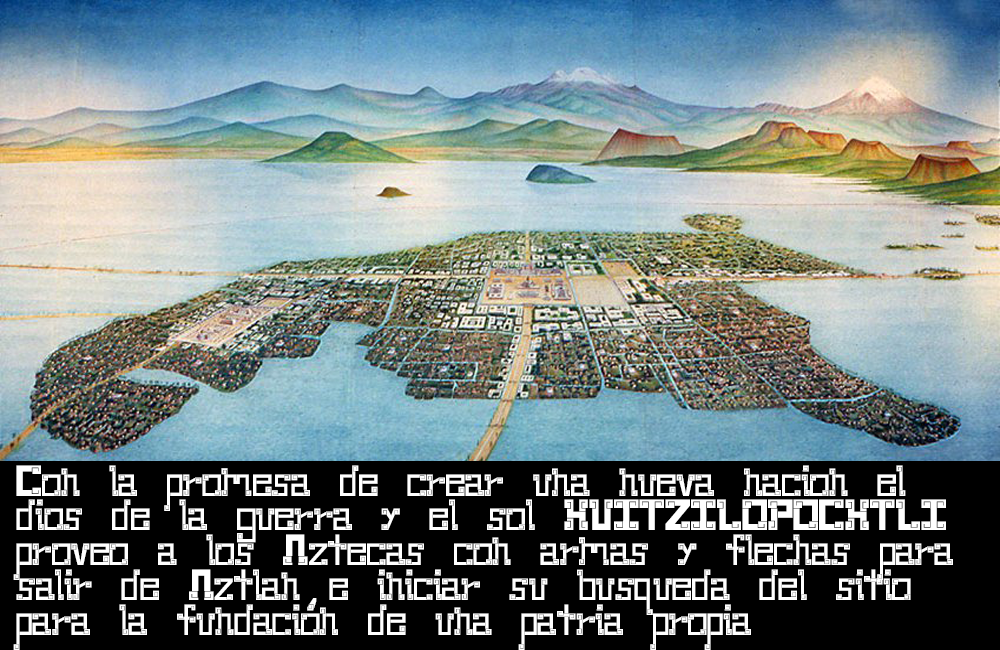 Con la promesa de crear una nueva nacion el
dios de la guerra y el sol HUITZILOPOCHTLI
proveo a los Aztecas con armas y flechas para
salir de Aztlan e iniciar su busqueda del sitio
para la fundación de una patria propia